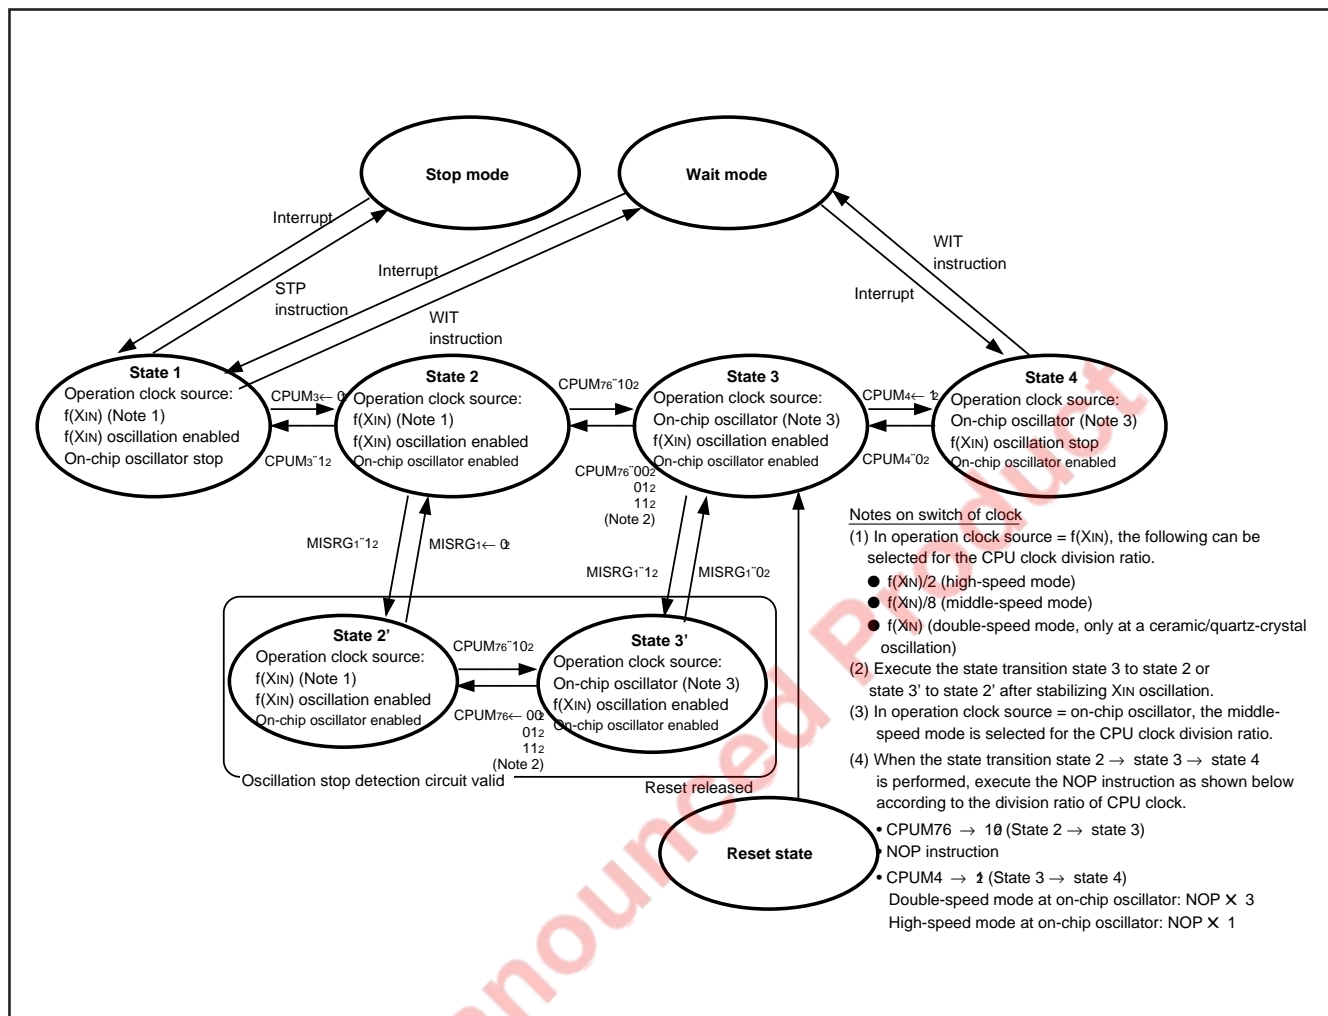 Stop mode
Wait mode
Interrupt
STP
instruction
Interrupt
WIT
instruction
WIT
instruction
Interrupt
State 1
Operation clock source:
f(XIN) (Note 1)
f(XIN) oscillation enabled
On-chip oscillator stop
CPUM3← 02
CPUM3¨12
State 2
Operation clock source:
f(XIN) (Note 1)
f(XIN) oscillation enabled
On-chip oscillator enabled
CPUM76¨102
CPUM76¨002
012
112
(Note 2)
State 3
Operation clock source:
On-chip oscillator (Note 3)
f(XIN) oscillation enabled
On-chip oscillator enabled
CPUM4← 12
CPUM4¨02
State 4
Operation clock source:
On-chip oscillator (Note 3)
f(XIN) oscillation stop
On-chip oscillator enabled
MISRG1¨12
MISRG1← 02
MISRG1¨12
MISRG1¨02
State 2’
Operation clock source:
f(XIN) (Note 1)
f(XIN) oscillation enabled
On-chip oscillator enabled
CPUM76¨102
CPUM76← 002
012
112
(Note 2)
State 3’
Operation clock source:
On-chip oscillator (Note 3)
f(XIN) oscillation enabled
On-chip oscillator enabled
Oscillation stop detection circuit valid
Reset released
Reset state
Notes on switch of clock
(1) In operation clock source = f(XIN), the following can be
selected for the CPU clock division ratio.
● f(XIN)/2 (high-speed mode)
● f(XIN)/8 (middle-speed mode)
● f(XIN) (double-speed mode, only at a ceramic/quartz-crystal
oscillation)
(2) Execute the state transition state 3 to state 2 or
state 3’ to state 2’ after stabilizing XIN oscillation.
(3) In operation clock source = on-chip oscillator, the middle-
speed mode is selected for the CPU clock division ratio.
(4) When the state transition state 2 → state 3 → state 4
is performed, execute the NOP instruction as shown below
according to the division ratio of CPU clock.
• CPUM76 → 102 (State 2 → state 3)
• NOP instruction
• CPUM4 → 12 (State 3 → state 4)
Double-speed mode at on-chip oscillator: NOP × 3
High-speed mode at on-chip oscillator: NOP × 1
nounced Product